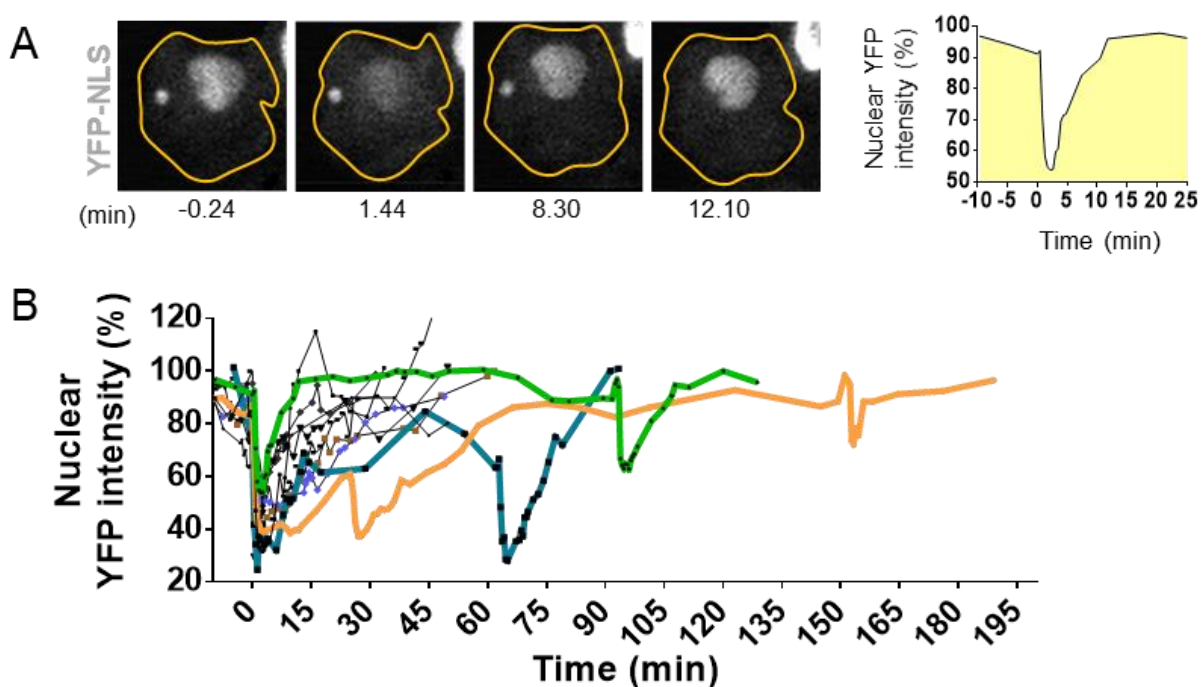 A
YFP-NLS
(min)
-0.24
1.44
8.30
12.10
Nuclear YFP
intensity (%)
100
90
80
70
60
50
-10 -5 0 5 10 15 20 25
Time (min)
B
Nuclear
YFP intensity (%)
120
100
80
60
40
20
0 15 30 45 60 75 90 105 120 135 150 165 180 195
Time (min)